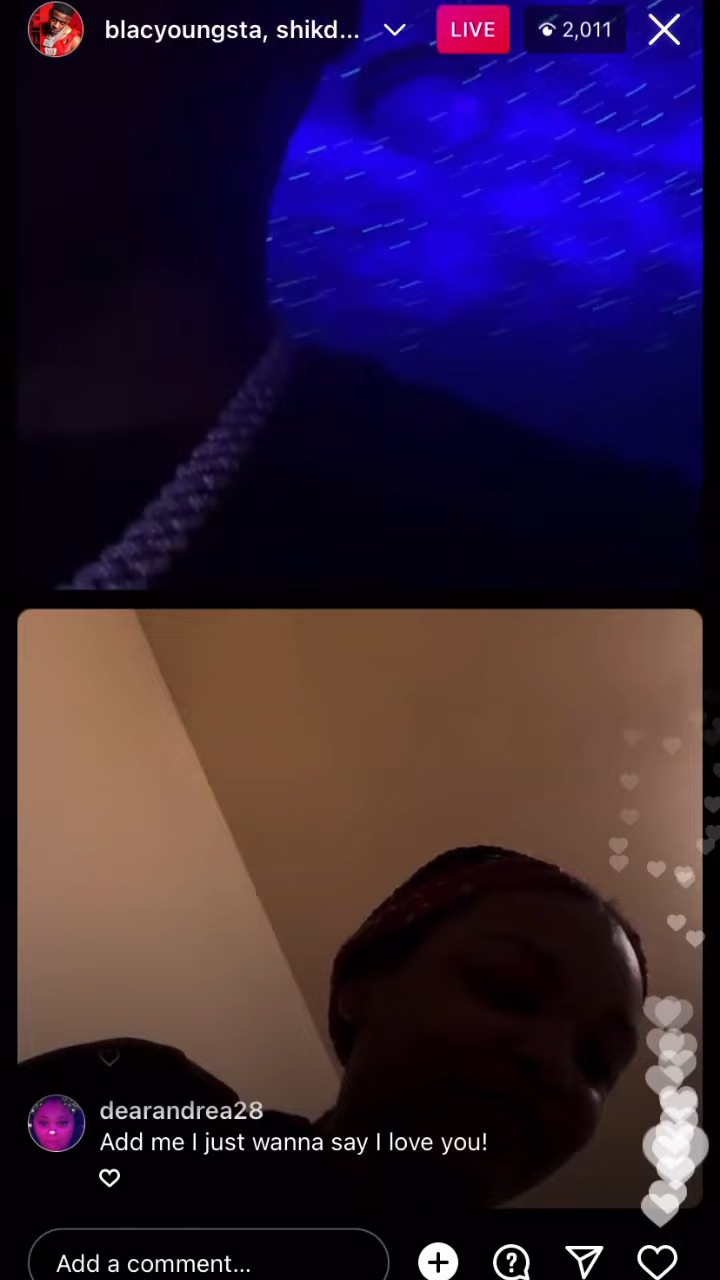 blacyoungsta, shikd...
LIVE
2,011
dearandrea28
Add me I just wanna say I love you!
Add a comment...